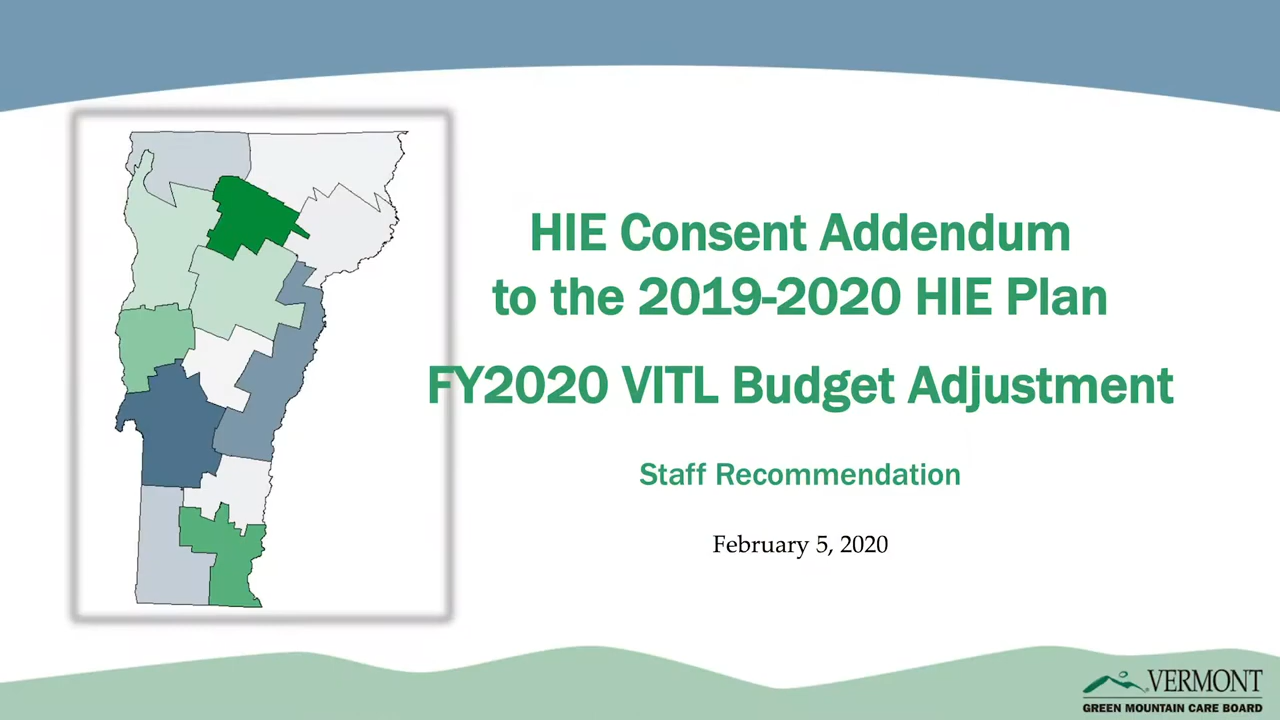 HIE Consent Addendum
to the 2019-2020 HIE Plan
FY2020 VITL Budget Adjustment
Staff Recommendation
February 5, 2020
VERMONT
GREEN MOUNTAIN CARE BOARD